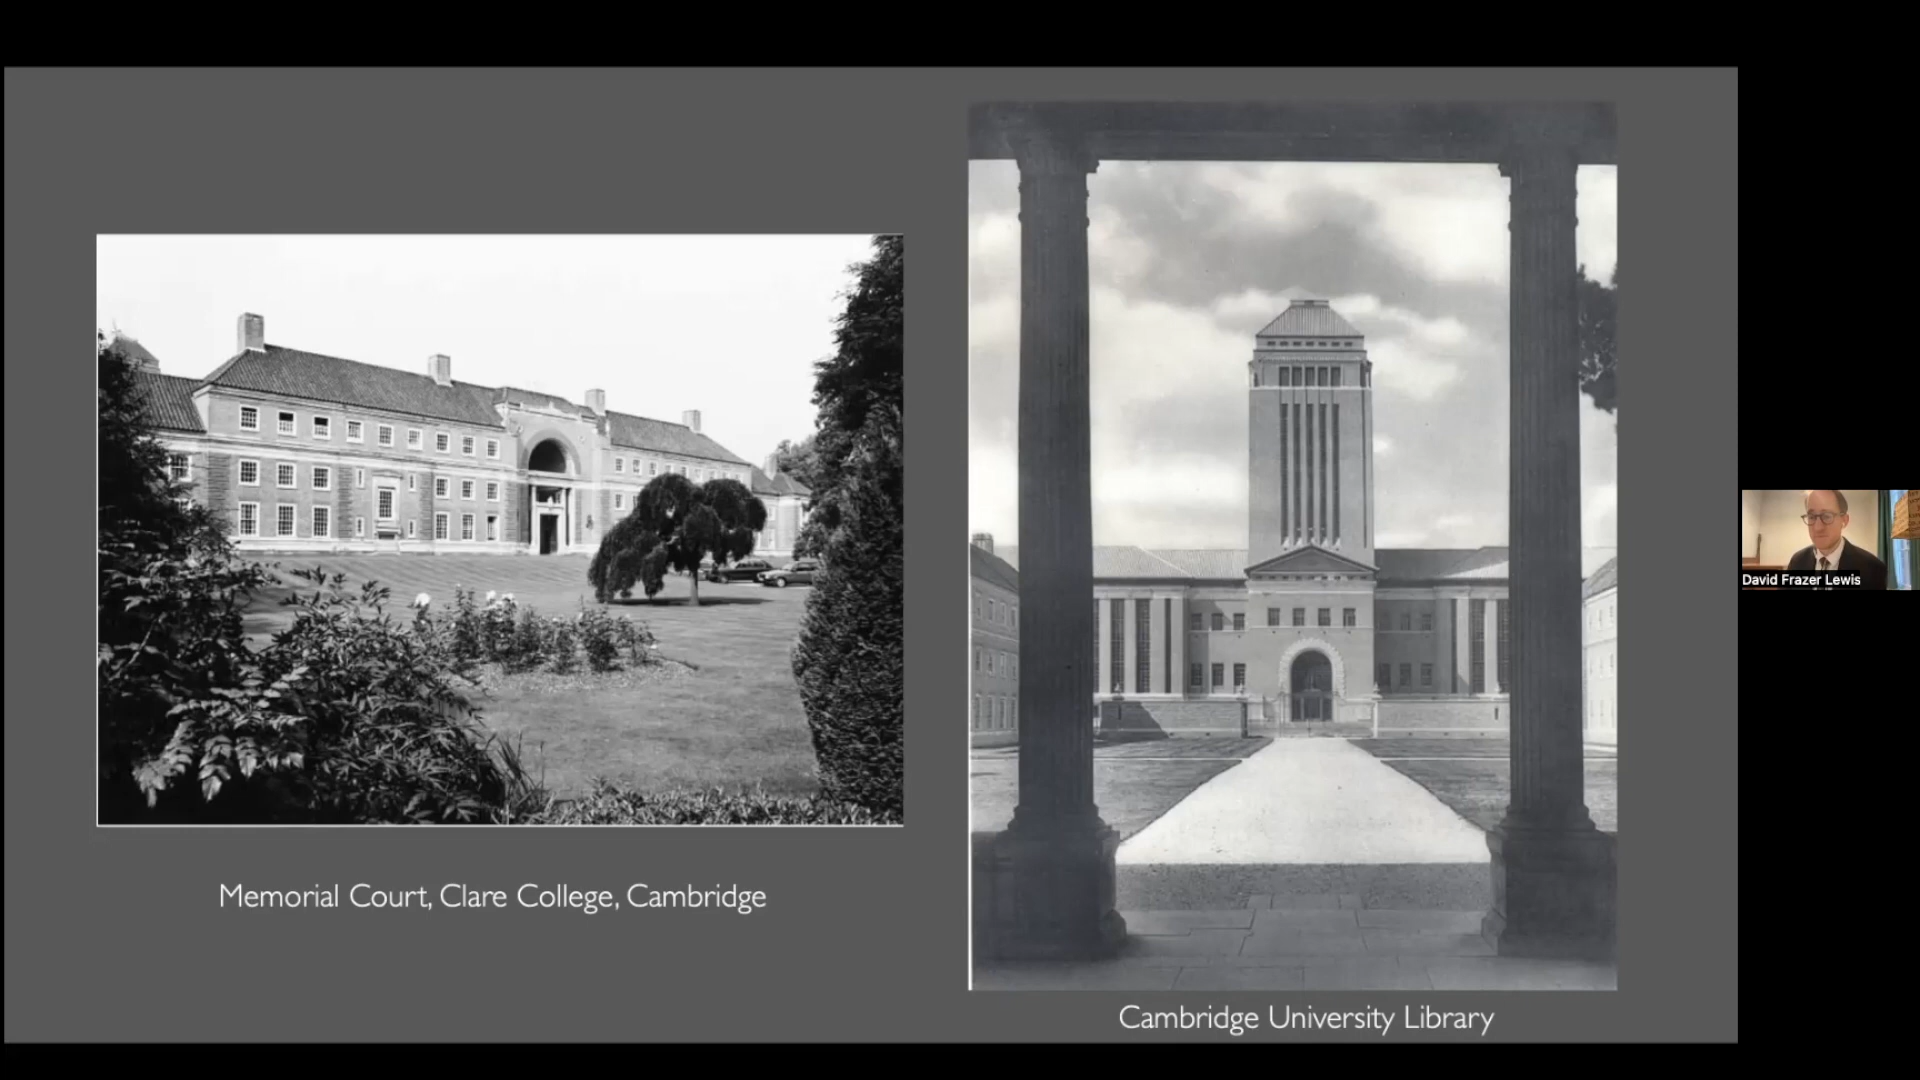 Memorial Court, Clare College, Cambridge
Cambridge University Library
David Frazer Lewis